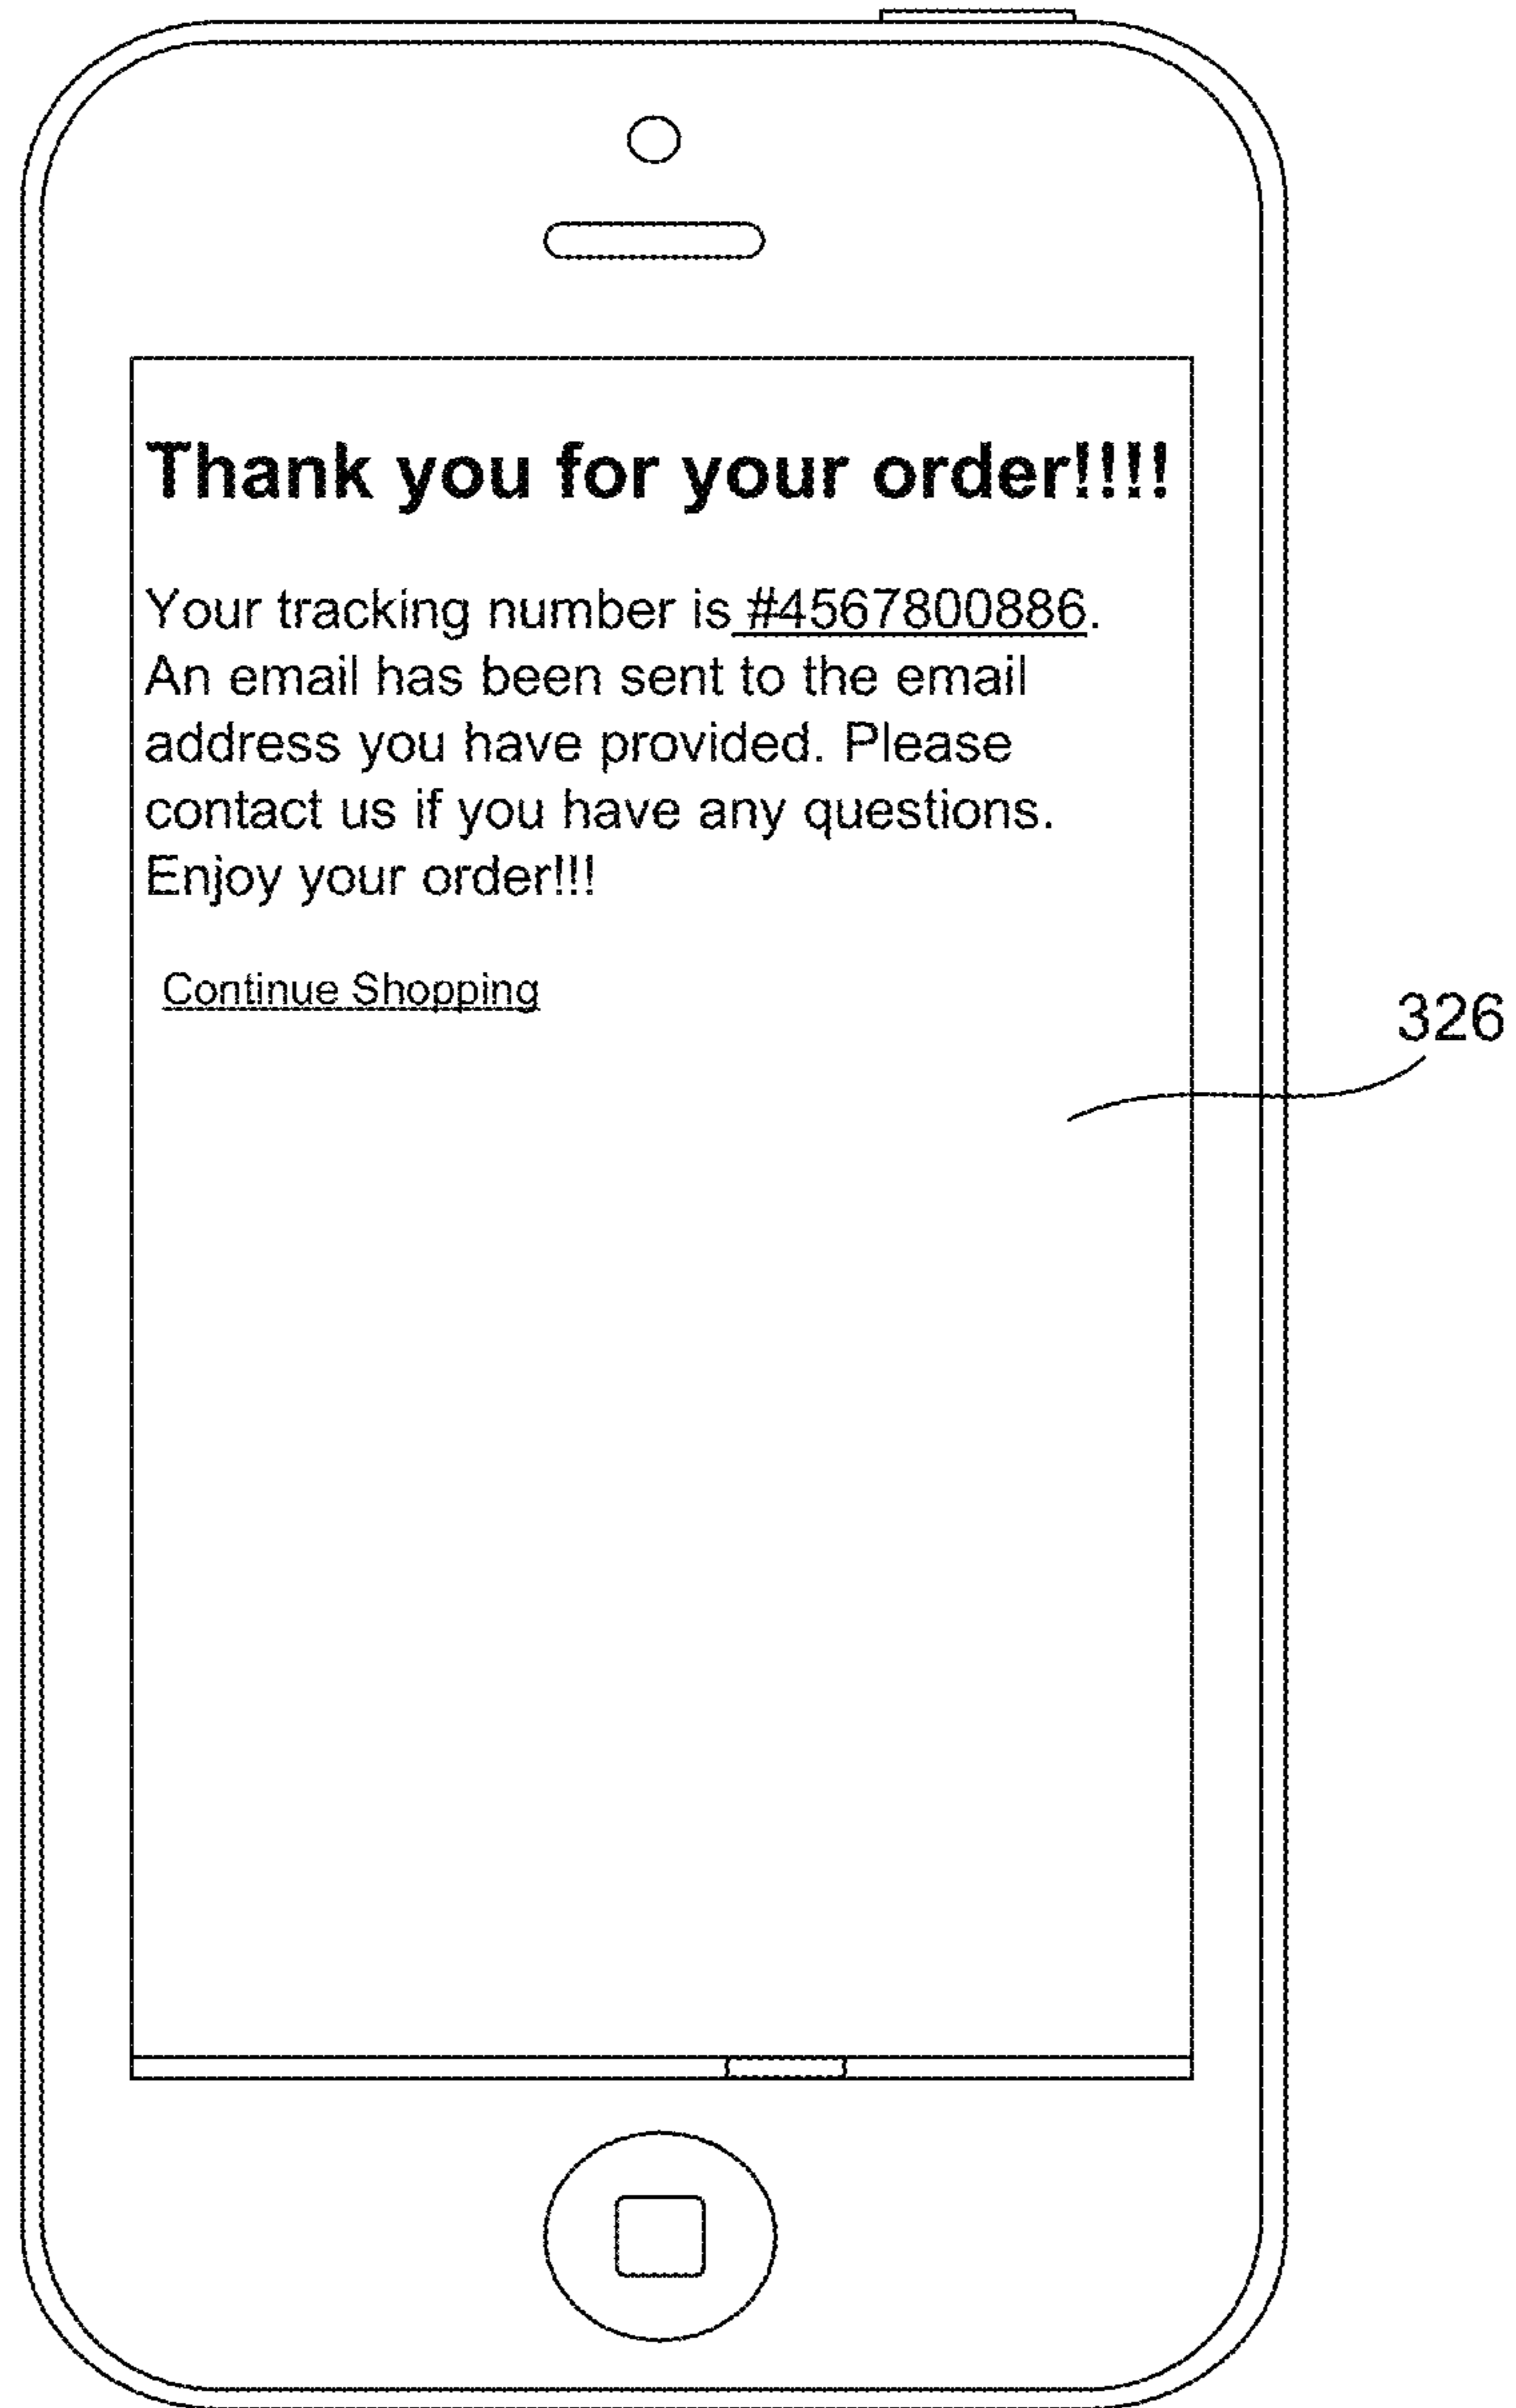 Thank you for your order!!!!
Your tracking number is #4567800886.
An email has been sent to the email
address you have provided. Please
contact us if you have any questions.
Enjoy your order!!!
Continue Shopping
326